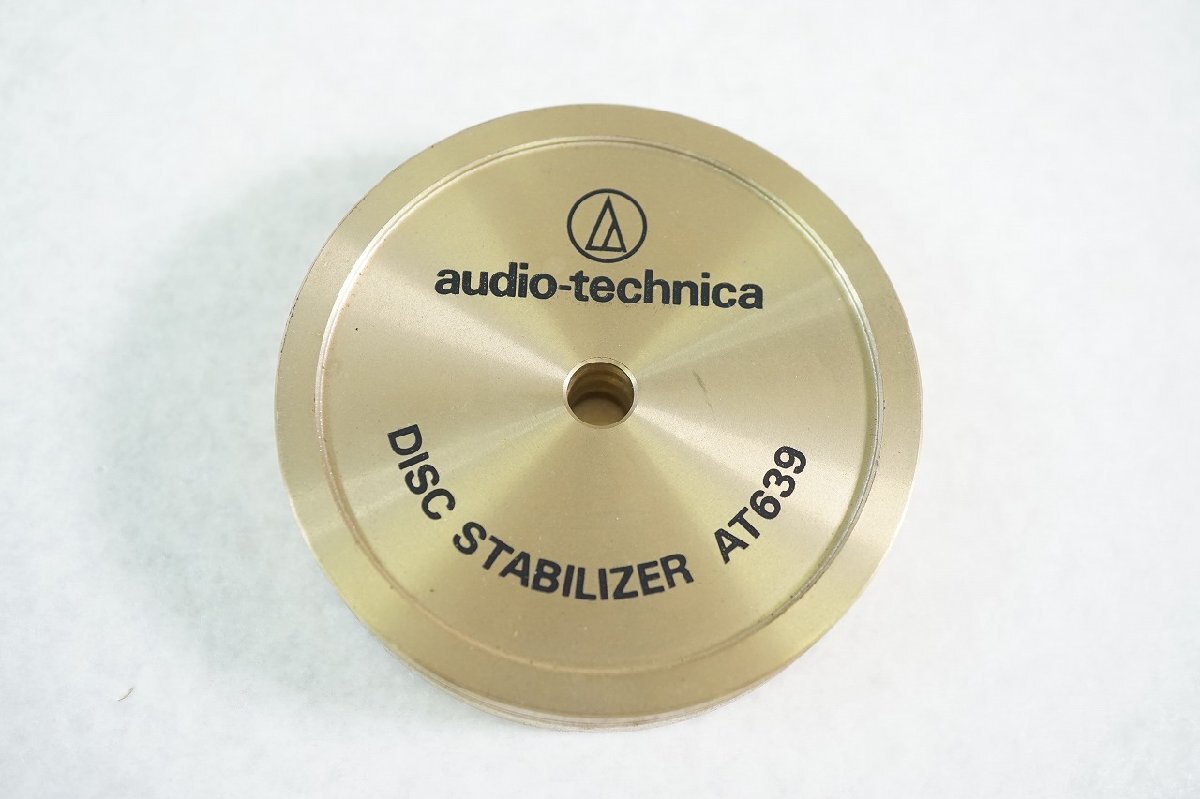 audio-technica
DISC STABILIZER AT639